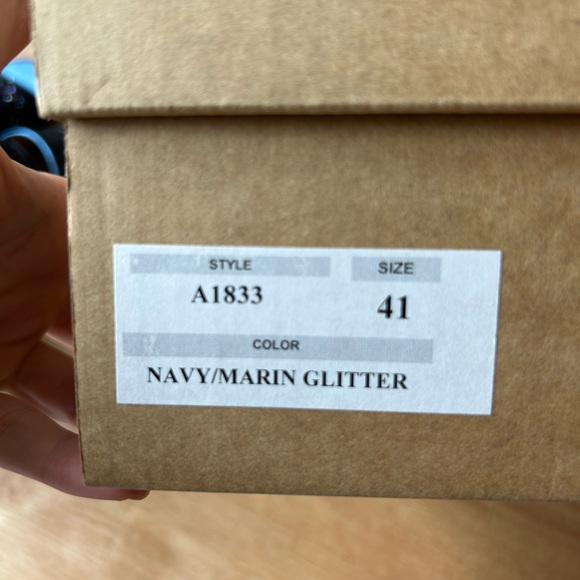 STYLE SIZE
A1833 41
COLOR
NAVY/MARIN GLITTER